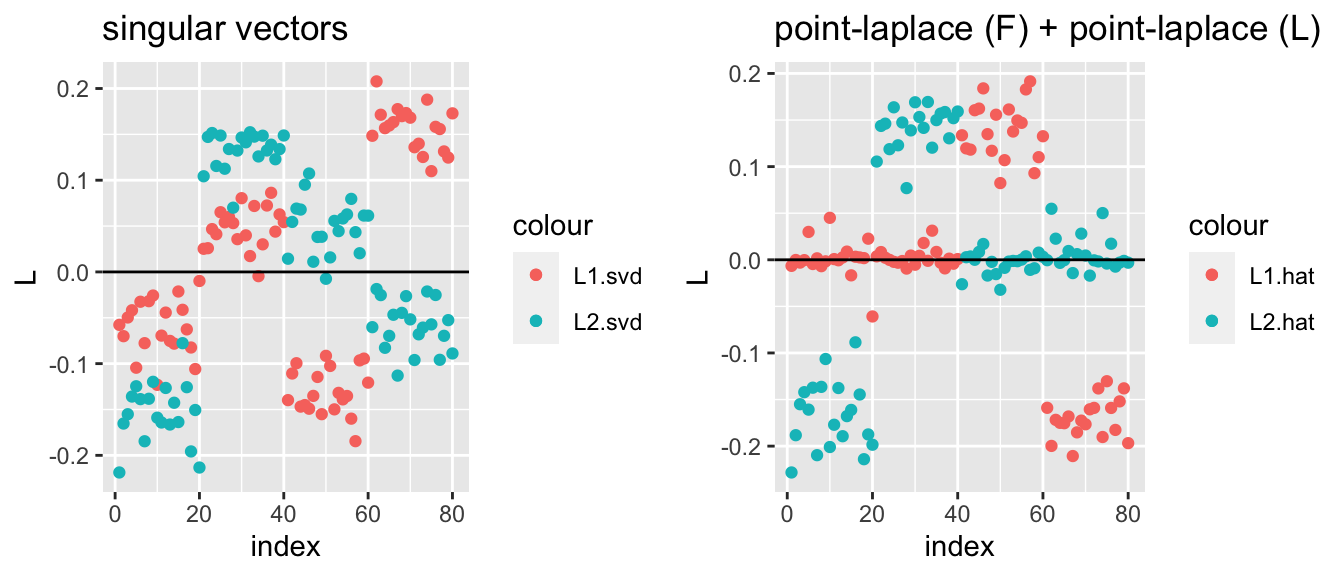 singular vectors
0.2
0.1
0.0
-0.1
-0.2
L
0 20 40 60 80
index
colour
L1.svd
L2.svd
point-laplace (F) + point-laplace (L)
0.2
0.1
0.0
-0.1
-0.2
L
0 20 40 60 80
index
colour
L1.hat
L2.hat